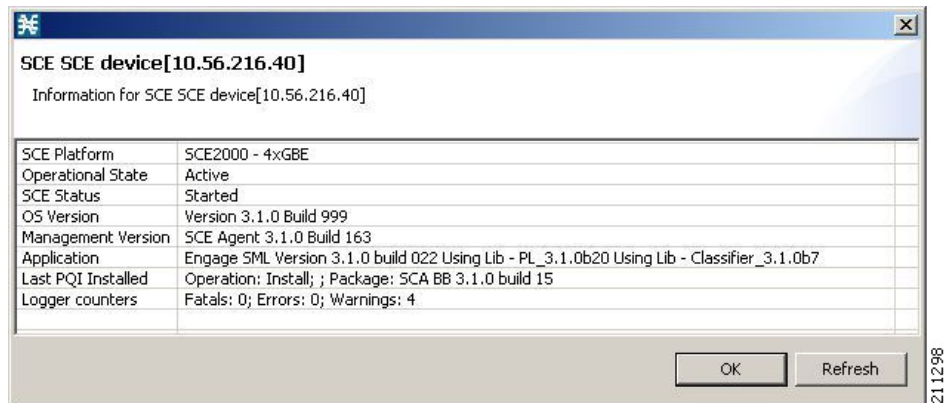 SCE SCE device[10.56.216.40]
Information for SCE SCE device[10.56.216.40]
SCE Platform SCE2000 - 4xGBE
Operational State Active
SCE Status Started
OS Version Version 3.1.0 Build 999
Management Version SCE Agent 3.1.0 Build 163
Application Engage SML Version 3.1.0 build 022 Using Lib - PL_3.1.0b20 Using Lib - Classifier_3.1.0b7
Last PQI Installed Operation: Install; ; Package: SCA BB 3.1.0 build 15
Logger counters Fatals: 0; Errors: 0; Warnings: 4
OK Refresh
211298